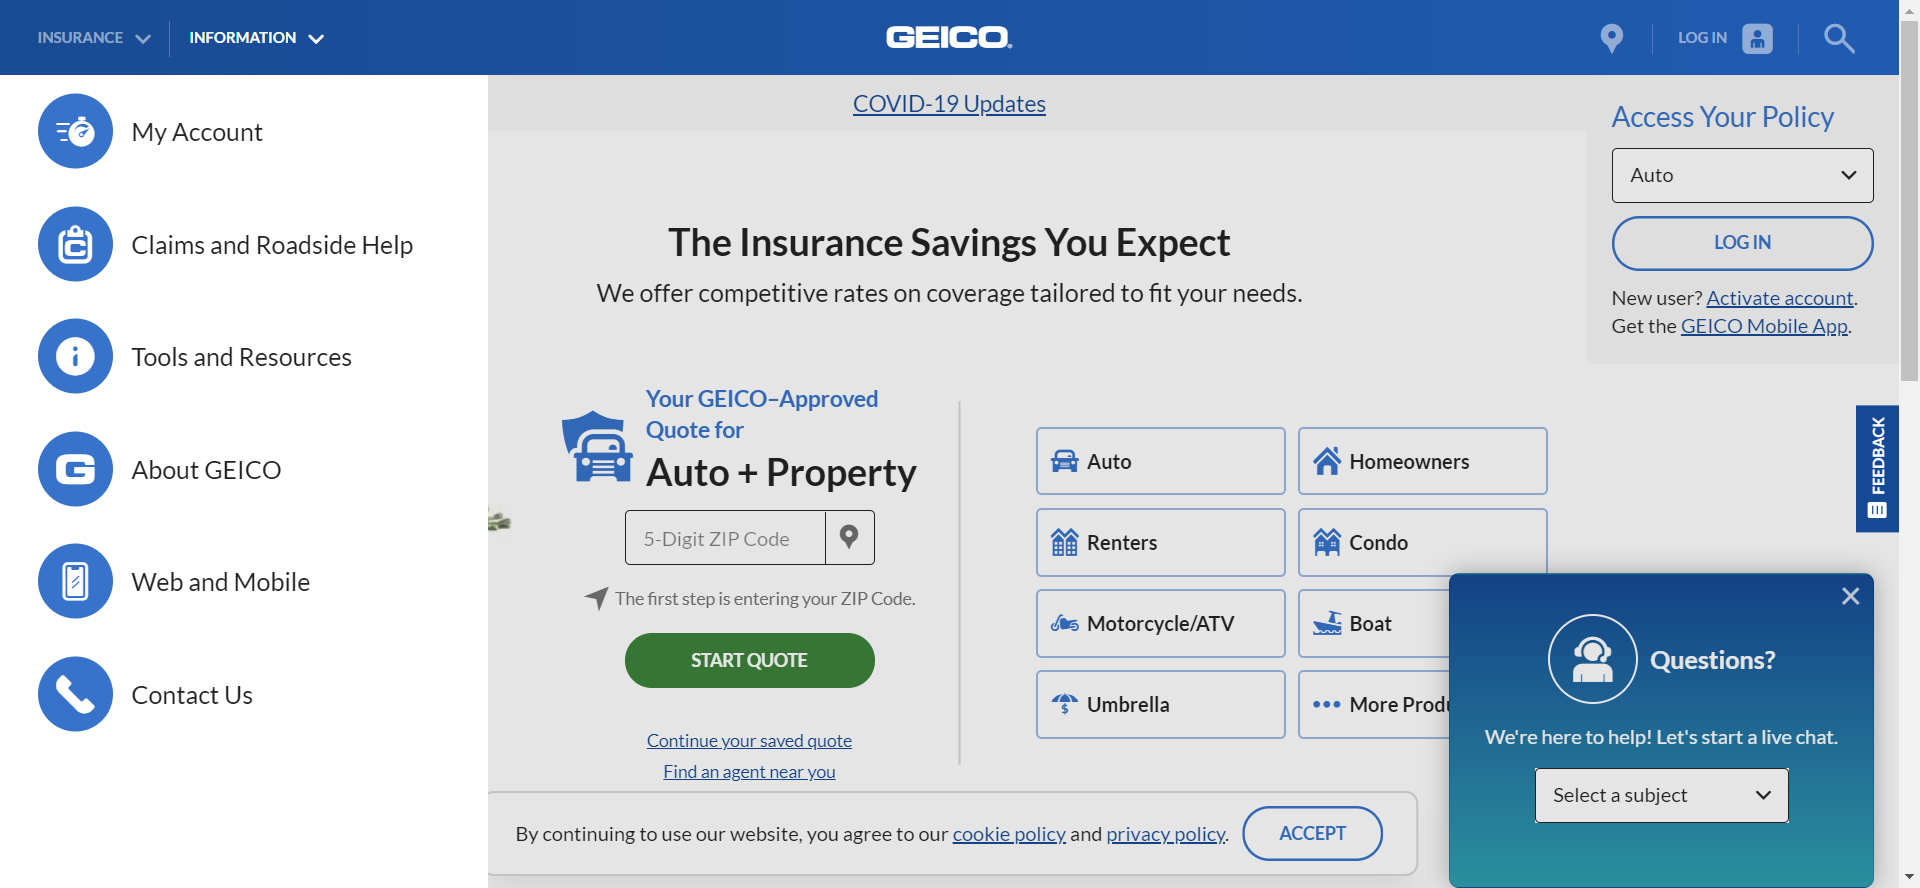 INSURANCE
INFORMATION
GEICO
LOG IN
My Account
Claims and Roadside Help
Tools and Resources
About GEICO
Web and Mobile
Contact Us
COVID-19 Updates
The Insurance Savings You Expect
We offer competitive rates on coverage tailored to fit your needs.
Access Your Policy
Auto
LOG IN
New user? Activate account.
Get the GEICO Mobile App.
Your GEICO–Approved
Quote for
Auto + Property
5-Digit ZIP Code
The first step is entering your ZIP Code.
START QUOTE
Continue your saved quote
Find an agent near you
Auto
Homeowners
Renters
Condo
Motorcycle/ATV
Boat
Umbrella
More Produ
FEEDBACK
Questions?
We're here to help! Let's start a live chat.
Select a subject
By continuing to use our website, you agree to our cookie policy and privacy policy.
ACCEPT